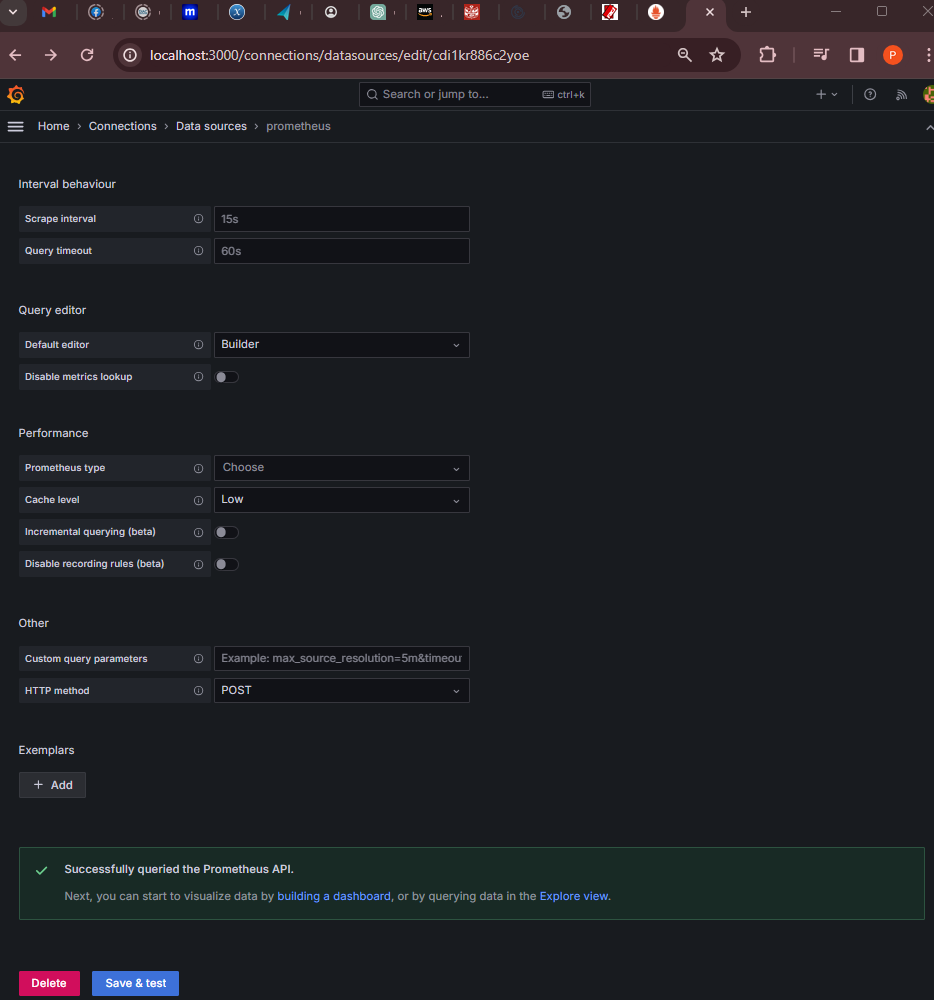 localhost:3000/connections/datasources/edit/cdi1kr886c2yoe
P
Search or jump to... ctrl+k
Home › Connections › Data sources › prometheus
Interval behaviour
Scrape interval 15s
Query timeout 60s
Query editor
Default editor Builder
Disable metrics lookup
Performance
Prometheus type Choose
Cache level Low
Incremental querying (beta)
Disable recording rules (beta)
Other
Custom query parameters Example: max_source_resolution=5m&timeou
HTTP method POST
Exemplars
+ Add
Successfully queried the Prometheus API.
Next, you can start to visualize data by building a dashboard, or by querying data in the Explore view.
Delete Save & test